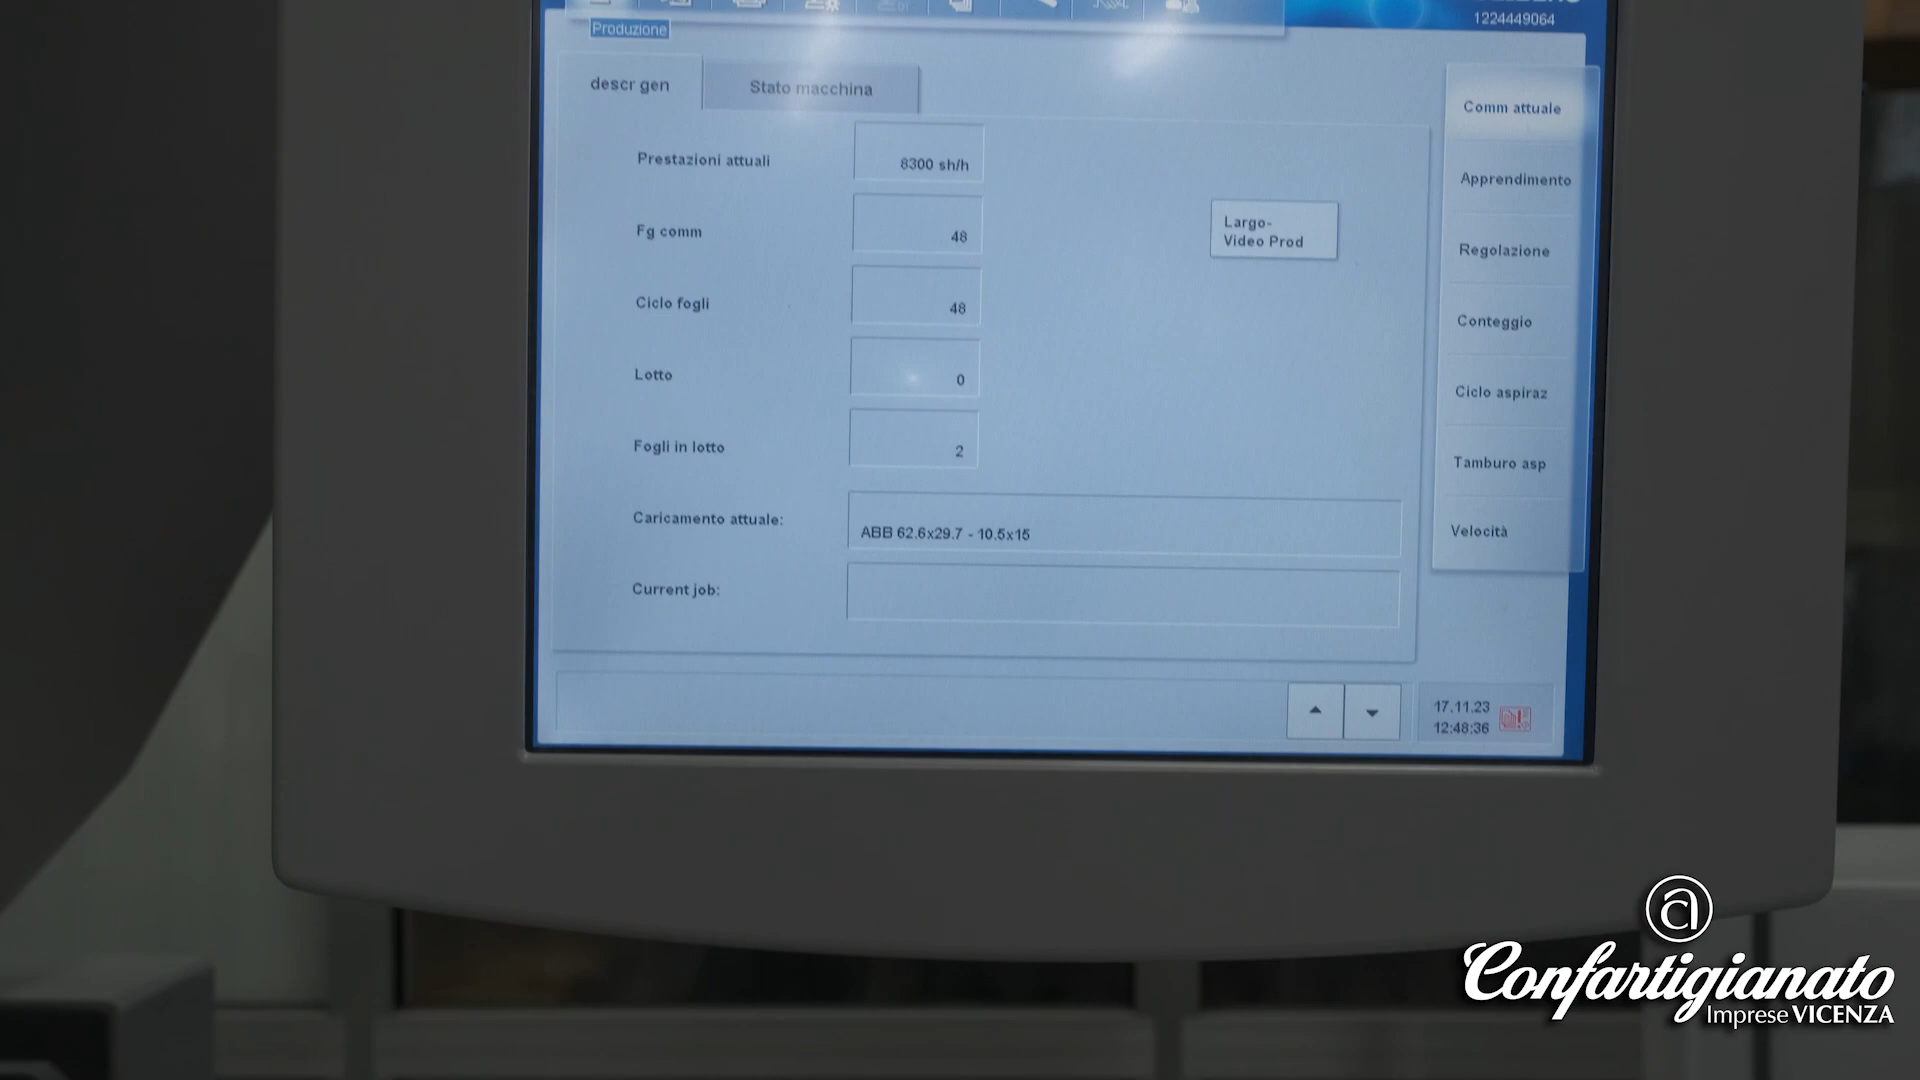 1224449064
Produzione
descr gen
Stato macchina
Comm attuale
Prestazioni attuali
8300 sh/h
Apprendimento
Fg comm
48
Largo-
Video Prod
Regolazione
Ciclo fogli
48
Conteggio
Lotto
0
Ciclo aspiraz
Fogli in lotto
2
Tamburo asp
Caricamento attuale:
ABB 62.6x29.7 - 10.5x15
Velocità
Current job:
17.11.23
12:48:36
Confartigianato
Imprese VICENZA